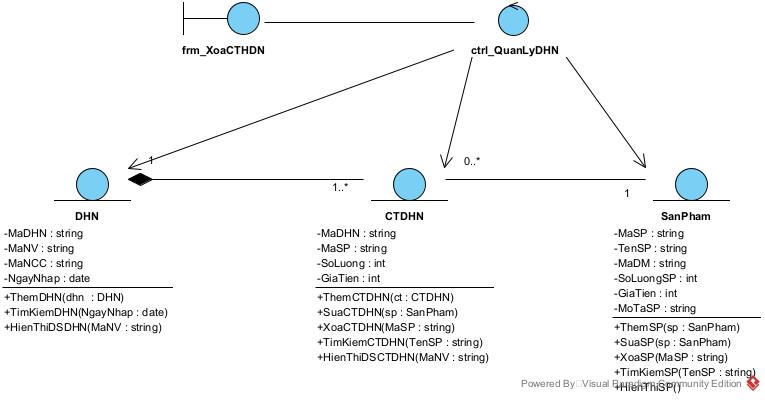 frm_XoaCTHDN
ctrl_QuanLyDHN
1
1..*
0..*
1
DHN
-MaDHN : string
-MaNV : string
-MaNCC : string
-NgayNhap : date
+ThemDHN(dhn : DHN)
+TimKiemDHN(NgayNhap : date)
+HienThiDSDHN(MaNV : string)
CTDHN
-MaDHN : string
-MaSP : string
-SoLuong : int
-GiaTien : int
+ThemCTDHN(ct : CTDHN)
+SuaCTDHN(sp : SanPham)
+XoaCTDHN(MaSP : string)
+TimKiemCTDHN(TenSP : string)
+HienThiDSCTDHN(MaNV : string)
SanPham
-MaSP : string
-TenSP : string
-MaDM : string
-SoLuongSP : int
-GiaTien : int
-MoTaSP : string
+ThemSP(sp : SanPham)
+SuaSP(sp : SanPham)
+XoaSP(MaSP : string)
+TimKiemSP(TenSP : string)
+HienThiSP()
Powered By Visual Paradigm Community Edition